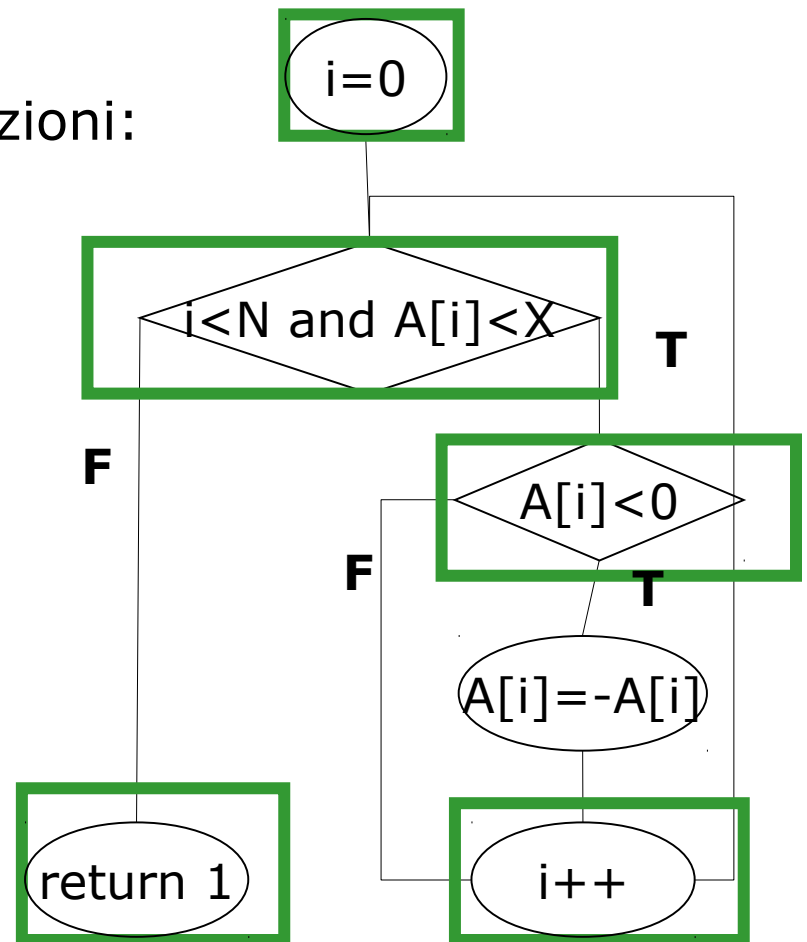 i=0
zioni:
i<N and A[i]<X
T
F
A[i]<0
F
T
A[i]=-A[i]
return 1
i++